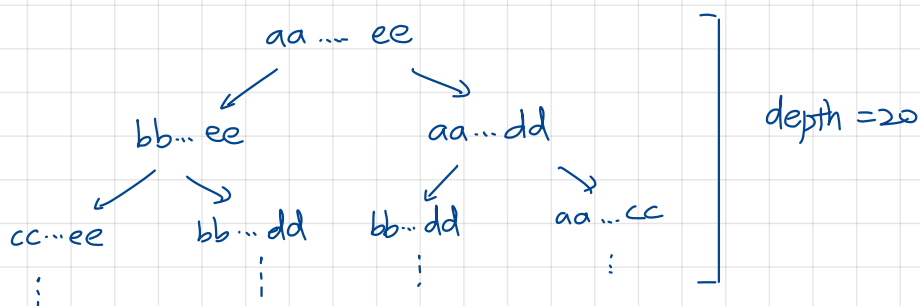 aa .... ee
bb... ee
aa...dd
depth = 20
cc...ee
bb...dd
bb...dd
aa ...cc